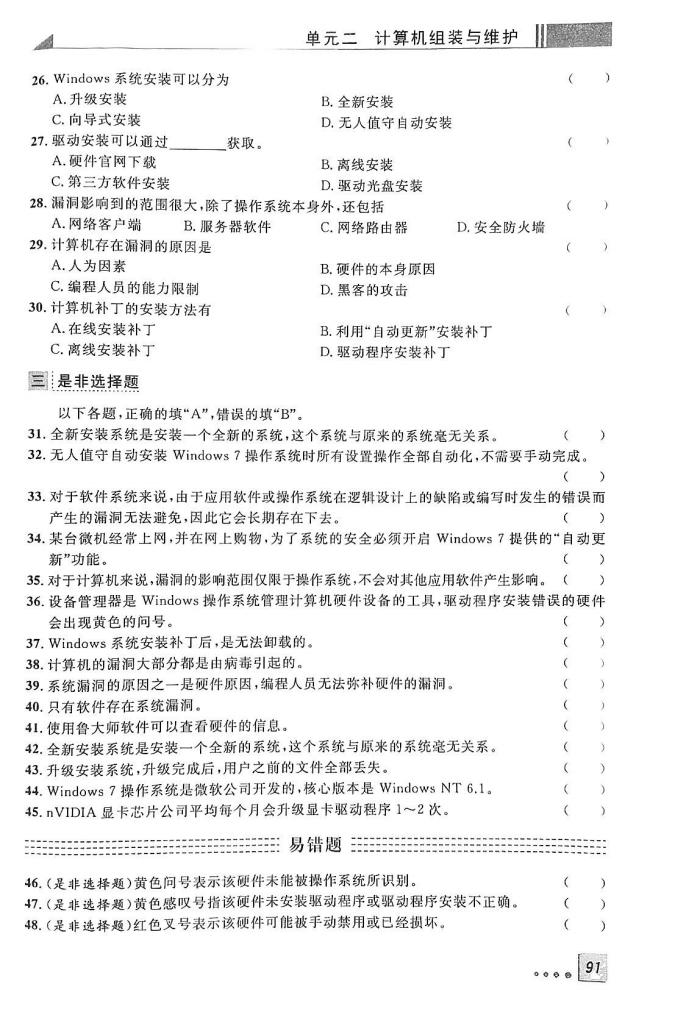 单元二 计算机组装与维护
26. Windows 系统安装可以分为 ( )
A. 升级安装 B. 全新安装
C. 向导式安装 D. 无人值守自动安装
27. 驱动安装可以通过______获取。 ( )
A. 硬件官网下载 B. 离线安装
C. 第三方软件安装 D. 驱动光盘安装
28. 漏洞影响到的范围很大,除了操作系统本身外,还包括 ( )
A. 网络客户端 B. 服务器软件 C. 网络路由器 D. 安全防火墙
29. 计算机存在漏洞的原因是 ( )
A. 人为因素 B. 硬件的本身原因
C. 编程人员的能力限制 D. 黑客的攻击
30. 计算机补丁的安装方法有 ( )
A. 在线安装补丁 B. 利用“自动更新”安装补丁
C. 离线安装补丁 D. 驱动程序安装补丁
三 是非选择题
以下各题,正确的填“A”,错误的填“B”。
31. 全新安装系统是安装一个全新的系统,这个系统与原来的系统毫无关系。 ( )
32. 无人值守自动安装 Windows 7 操作系统时所有设置操作全部自动化,不需要手动完成。
( )
33. 对于软件系统来说,由于应用软件或操作系统在逻辑设计上的缺陷或编写时发生的错误而
产生的漏洞无法避免,因此它会长期存在下去。 ( )
34. 某台微机经常上网,并在网上购物,为了系统的安全必须开启 Windows 7 提供的“自动更
新”功能。 ( )
35. 对于计算机来说,漏洞的影响范围仅限于操作系统,不会对其他应用软件产生影响。 ( )
36. 设备管理器是 Windows 操作系统管理计算机硬件设备的工具,驱动程序安装错误的硬件
会出现黄色的问号。 ( )
37. Windows 系统安装补丁后,是无法卸载的。 ( )
38. 计算机的漏洞大部分都是由病毒引起的。 ( )
39. 系统漏洞的原因之一是硬件原因,编程人员无法弥补硬件的漏洞。 ( )
40. 只有软件存在系统漏洞。 ( )
41. 使用鲁大师软件可以查看硬件的信息。 ( )
42. 全新安装系统是安装一个全新的系统,这个系统与原来的系统毫无关系。 ( )
43. 升级安装系统,升级完成后,用户之前的文件全部丢失。 ( )
44. Windows 7 操作系统是微软公司开发的,核心版本是 Windows NT 6.1。 ( )
45. nVIDIA 显卡芯片公司平均每个月会升级显卡驱动程序 1～2 次。 ( )
易错题
46. (是非选择题)黄色问号表示该硬件未能被操作系统所识别。 ( )
47. (是非选择题)黄色感叹号指该硬件未安装驱动程序或驱动程序安装不正确。 ( )
48. (是非选择题)红色叉号表示该硬件可能被手动禁用或已经损坏。 ( )
91